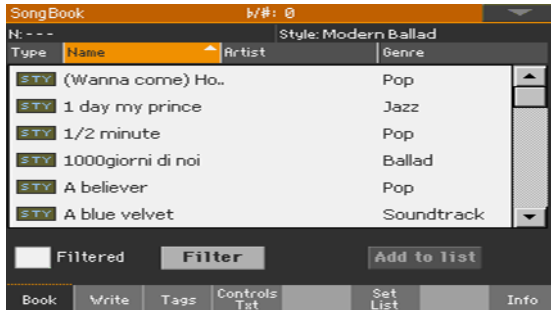 SongBook ♭/#: 0
N: - - - Style: Modern Ballad
Type Name Artist Genre
STY (Wanna come) Ho.. Pop
STY 1 day my prince Jazz
STY 1/2 minute Pop
STY 1000giorni di noi Ballad
STY A believer Pop
STY A blue velvet Soundtrack
Filtered Filter Add to list
Book Write Tags Controls Txt Set List Info